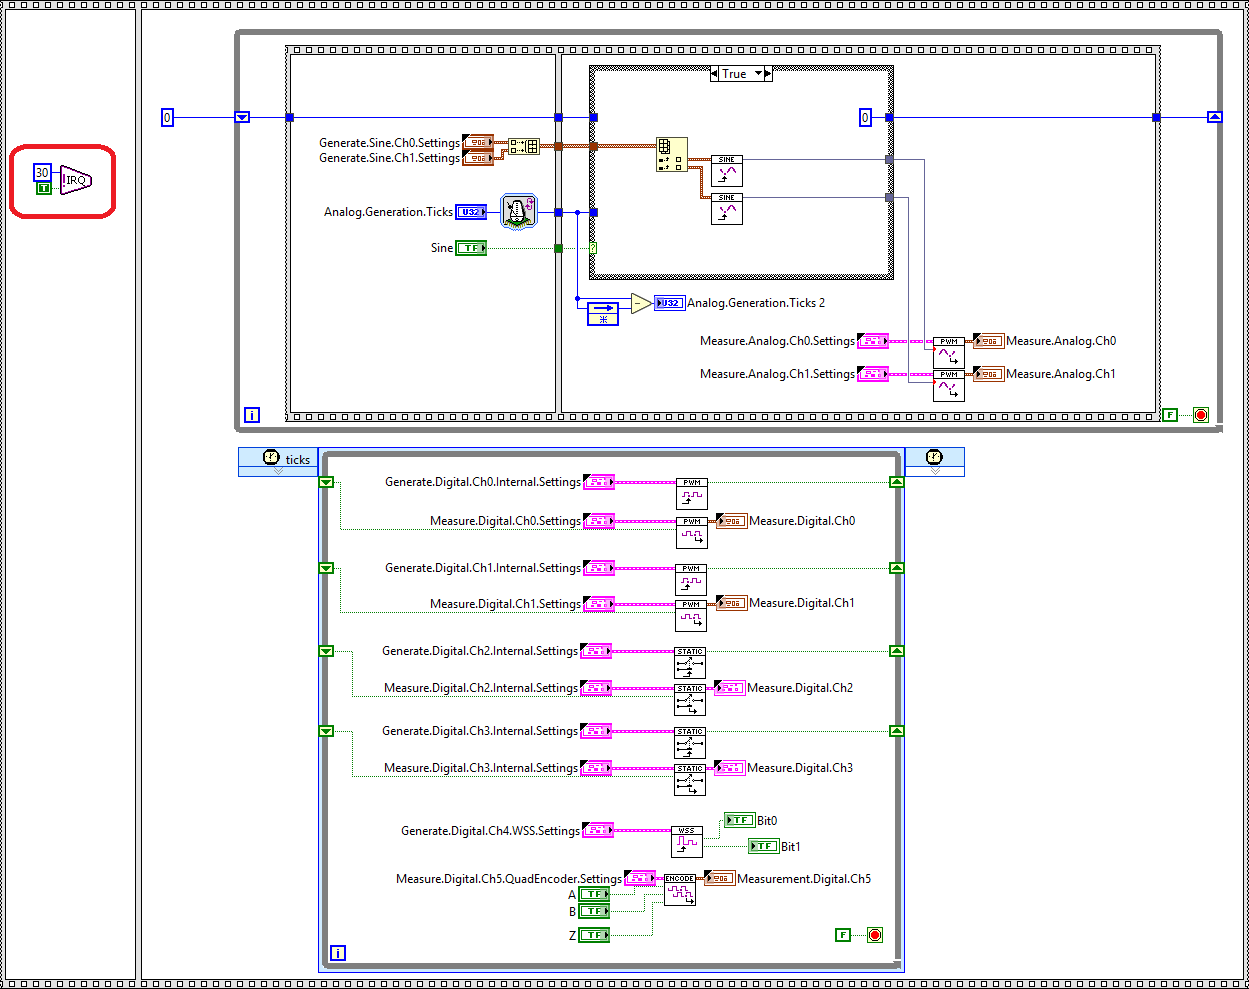 True
0
0
Generate.Sine.Ch0.Settings
Generate.Sine.Ch1.Settings
30
T
IRQ
SINE
SINE
Analog.Generation.Ticks
U32
Sine
TF
?
U32
Analog.Generation.Ticks 2
Measure.Analog.Ch0.Settings
PWM
Measure.Analog.Ch0
Measure.Analog.Ch1.Settings
PWM
Measure.Analog.Ch1
i
F
ticks
Generate.Digital.Ch0.Internal.Settings
PWM
Measure.Digital.Ch0.Settings
PWM
Measure.Digital.Ch0
Generate.Digital.Ch1.Internal.Settings
PWM
Measure.Digital.Ch1.Settings
PWM
Measure.Digital.Ch1
Generate.Digital.Ch2.Internal.Settings
STATIC
Measure.Digital.Ch2.Internal.Settings
STATIC
Measure.Digital.Ch2
Generate.Digital.Ch3.Internal.Settings
STATIC
Measure.Digital.Ch3.Internal.Settings
STATIC
Measure.Digital.Ch3
Generate.Digital.Ch4.WSS.Settings
WSS
TF
Bit0
TF
Bit1
Measure.Digital.Ch5.QuadEncoder.Settings
ENCODE
Measurement.Digital.Ch5
A
TF
B
TF
Z
TF
F
i